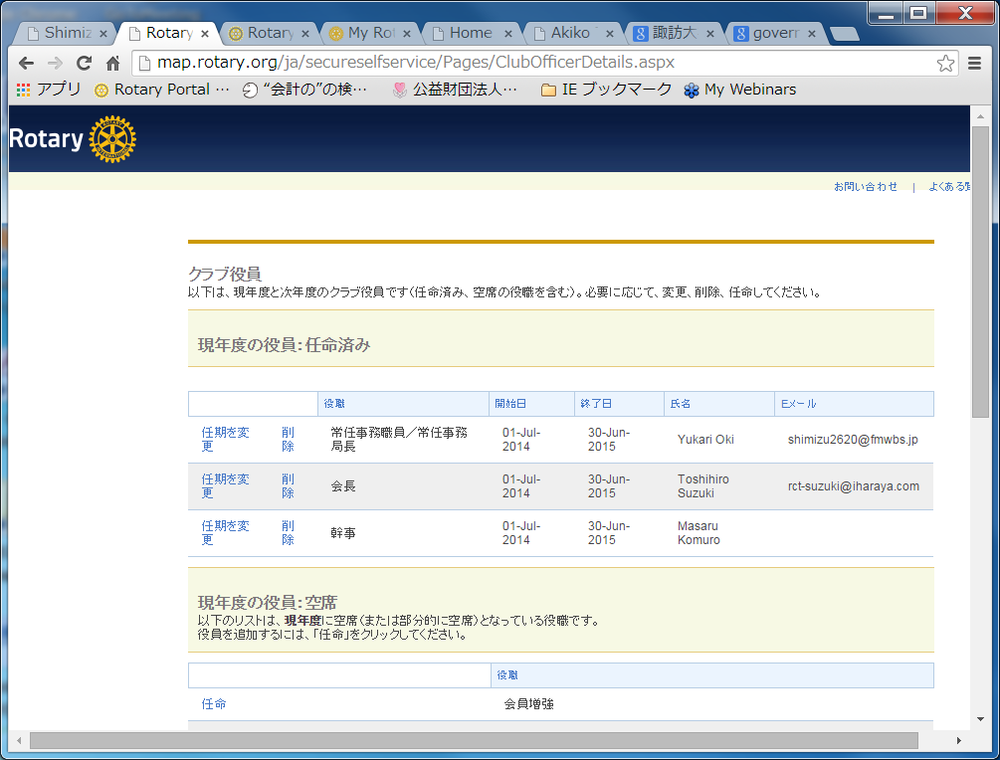 Shimiz
Rotary
Rotary
My Rot
Home
Akiko
諏訪大
govern
map.rotary.org/ja/secureselfservice/Pages/ClubOfficerDetails.aspx
アプリ
Rotary Portal …
“会計の”の検…
公益財団法人…
IE ブックマーク
My Webinars
Rotary
お問い合わせ | よくある質
クラブ役員
以下は、現年度と次年度のクラブ役員です（任命済み、空席の役職を含む）。必要に応じて、変更、削除、任命してください。
現年度の役員：任命済み
役職 開始日 終了日 氏名 Eメール
任期を変更 削除 常任事務職員／常任事務局長 01-Jul-2014 30-Jun-2015 Yukari Oki shimizu2620@fmwbs.jp
任期を変更 削除 会長 01-Jul-2014 30-Jun-2015 Toshihiro Suzuki rct-suzuki@iharaya.com
任期を変更 削除 幹事 01-Jul-2014 30-Jun-2015 Masaru Komuro
現年度の役員：空席
以下のリストは、現年度に空席（または部分的に空席）となっている役職です。
役員を追加するには、「任命」をクリックしてください。
役職
任命 会員増強